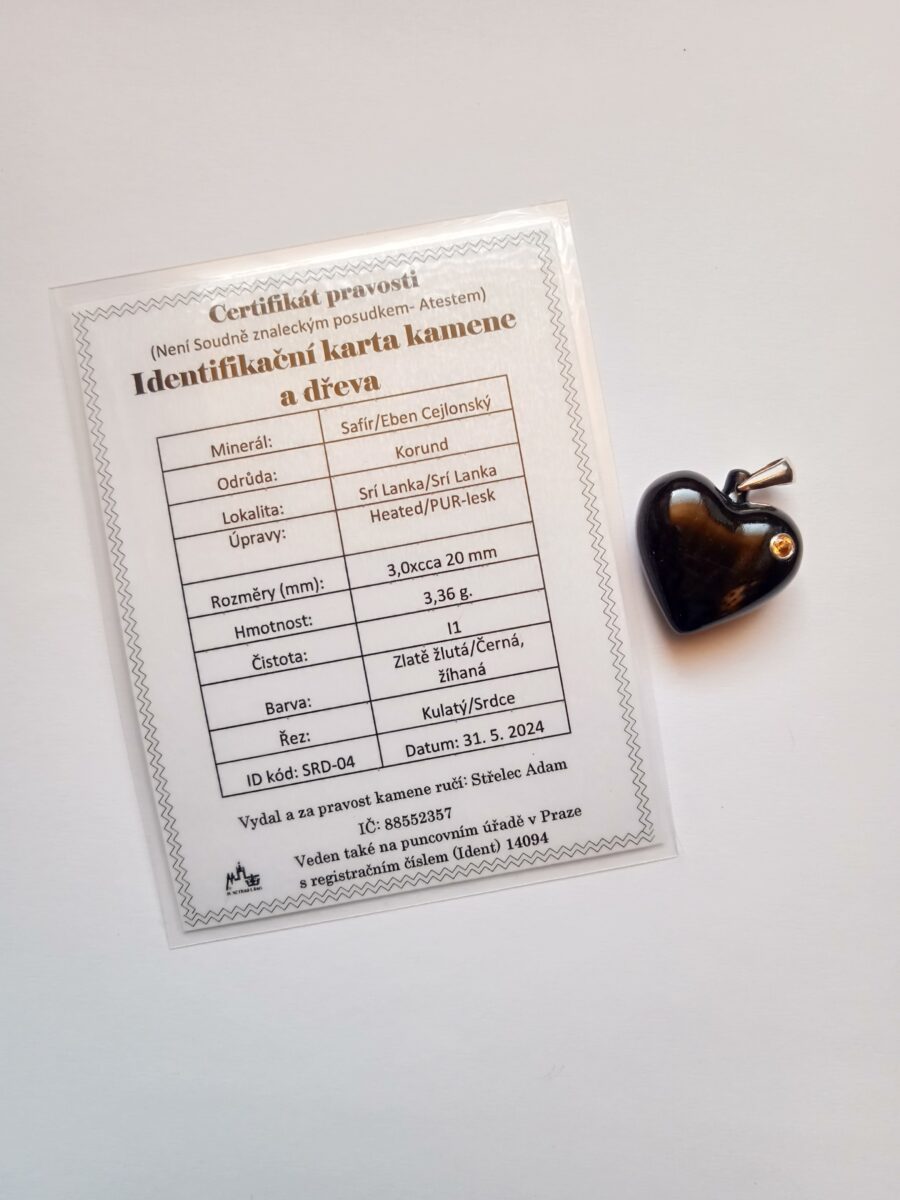 Certifikát pravosti
(Není Soudně znaleckým posudkem- Atestem)
Identifikační karta kamene
a dřeva
Minerál: Safír/Eben Cejlonský
Odrůda: Korund
Lokalita: Srí Lanka/Srí Lanka
Úpravy: Heated/PUR-lesk
Rozměry (mm): 3,0xcca 20 mm
Hmotnost: 3,36 g.
Čistota: I1
Barva: Zlatě žlutá/Černá,
žíhaná
Řez: Kulatý/Srdce
ID kód: SRD-04 Datum: 31. 5. 2024
Vydal a za pravost kamene ručí: Střelec Adam
IČ: 88552357
Veden také na puncovním úřadě v Praze
s registračním číslem (Ident) 14094